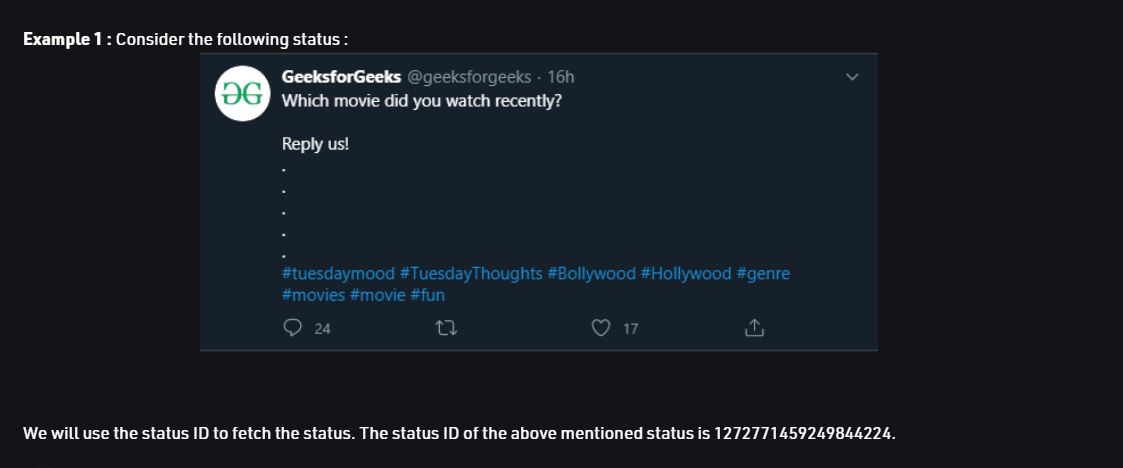 Example 1 : Consider the following status :
GeeksforGeeks @geeksforgeeks · 16h
Which movie did you watch recently?
Reply us!
.
.
.
.
.
#tuesdaymood #TuesdayThoughts #Bollywood #Hollywood #genre
#movies #movie #fun
24 17
We will use the status ID to fetch the status. The status ID of the above mentioned status is 1272771459249844224.